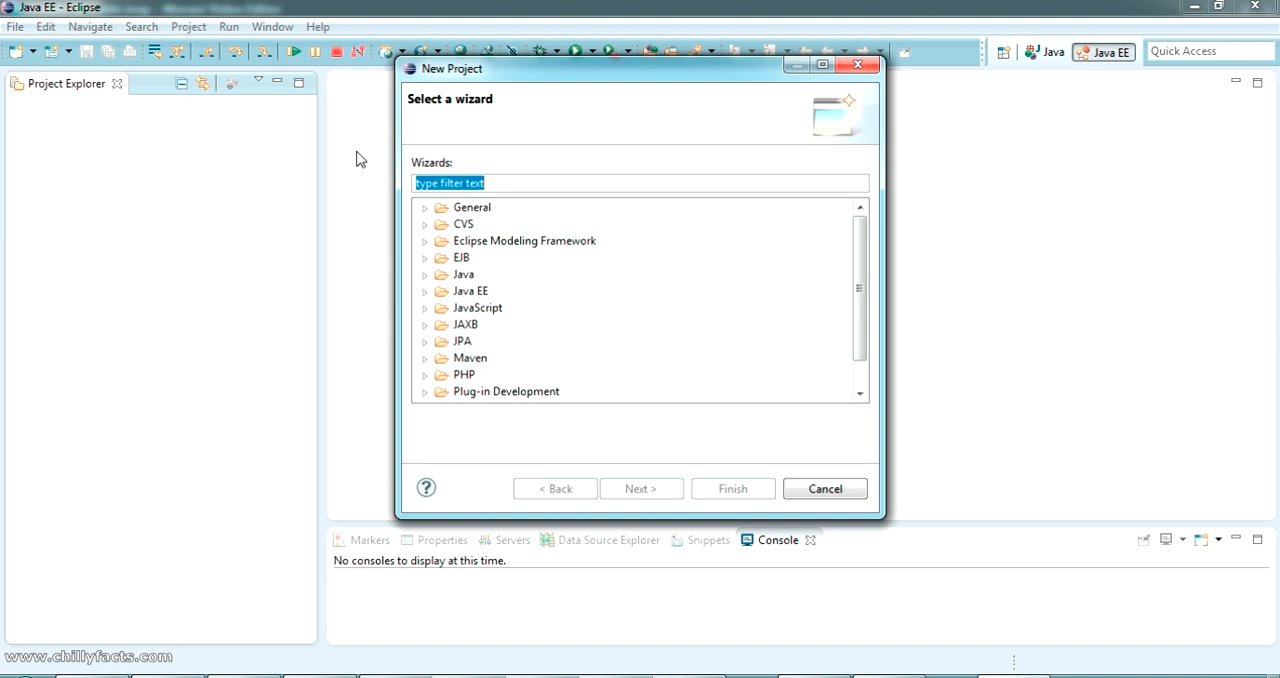 Java EE - Eclipse
File Edit Navigate Search Project Run Window Help
Java Java EE Quick Access
Project Explorer
New Project
Select a wizard
Wizards:
type filter text
General
CVS
Eclipse Modeling Framework
EJB
Java
Java EE
JavaScript
JAXB
JPA
Maven
PHP
Plug-in Development
? < Back Next > Finish Cancel
Markers Properties Servers Data Source Explorer Snippets Console
No consoles to display at this time.
www.chillyfacts.com